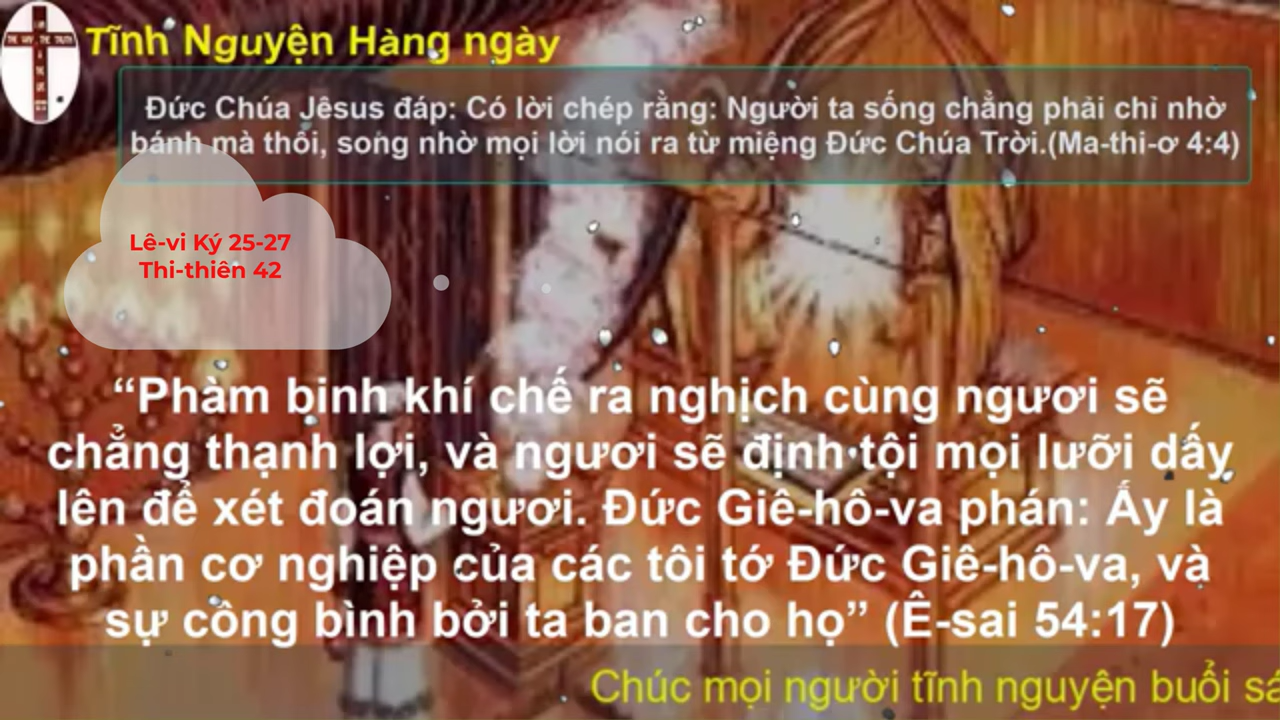 Tĩnh Nguyện Hàng ngày
Đức Chúa Jêsus đáp: Có lời chép rằng: Người ta sống chẳng phải chỉ nhờ
bánh mà thôi, song nhờ mọi lời nói ra từ miệng Đức Chúa Trời.(Ma-thi-ơ 4:4)
Lê-vi Ký 25-27
Thi-thiên 42
“Phàm binh khí chế ra nghịch cùng ngươi sẽ
chẳng thạnh lợi, và ngươi sẽ định tội mọi lưỡi dấy
lên để xét đoán ngươi. Đức Giê-hô-va phán: Ấy là
phần cơ nghiệp của các tôi tớ Đức Giê-hô-va, và
sự công bình bởi ta ban cho họ” (Ê-sai 54:17)
Chúc mọi người tĩnh nguyện buổi sá